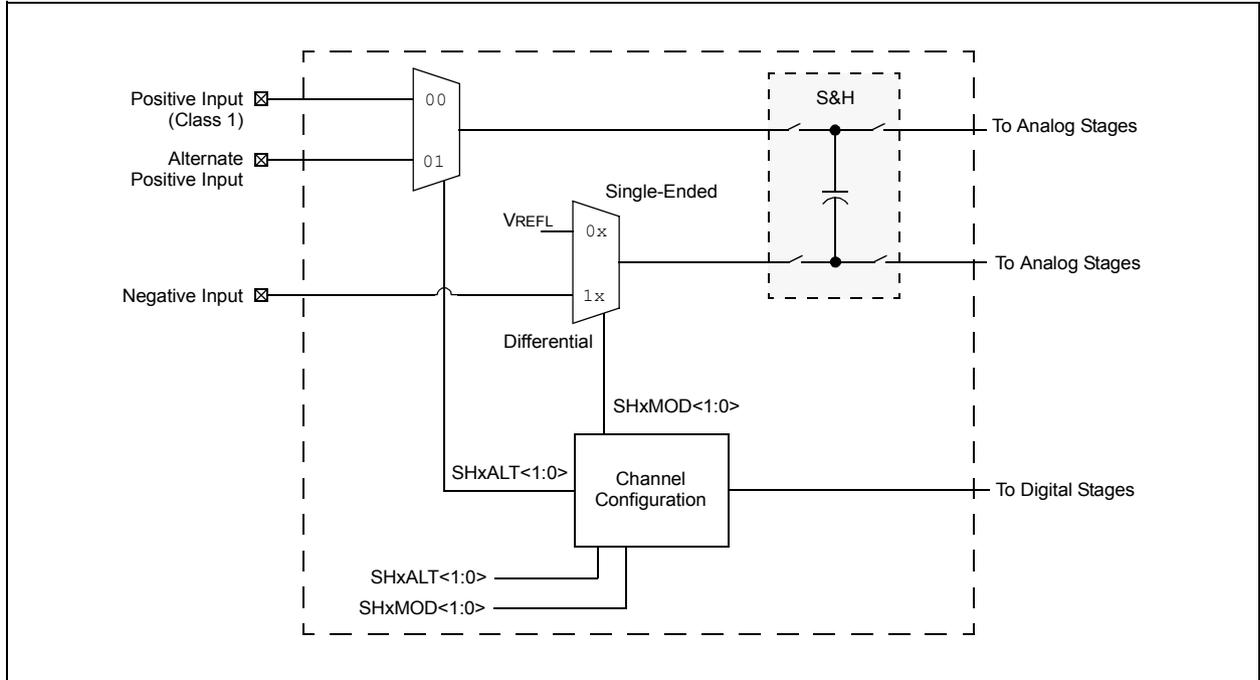 S&H
Positive Input
(Class 1)
00
To Analog Stages
Alternate
Positive Input
01
Single-Ended
VREFL
0x
To Analog Stages
Negative Input
1x
Differential
SHxMOD<1:0>
SHxALT<1:0>
Channel
Configuration
To Digital Stages
SHxALT<1:0>
SHxMOD<1:0>